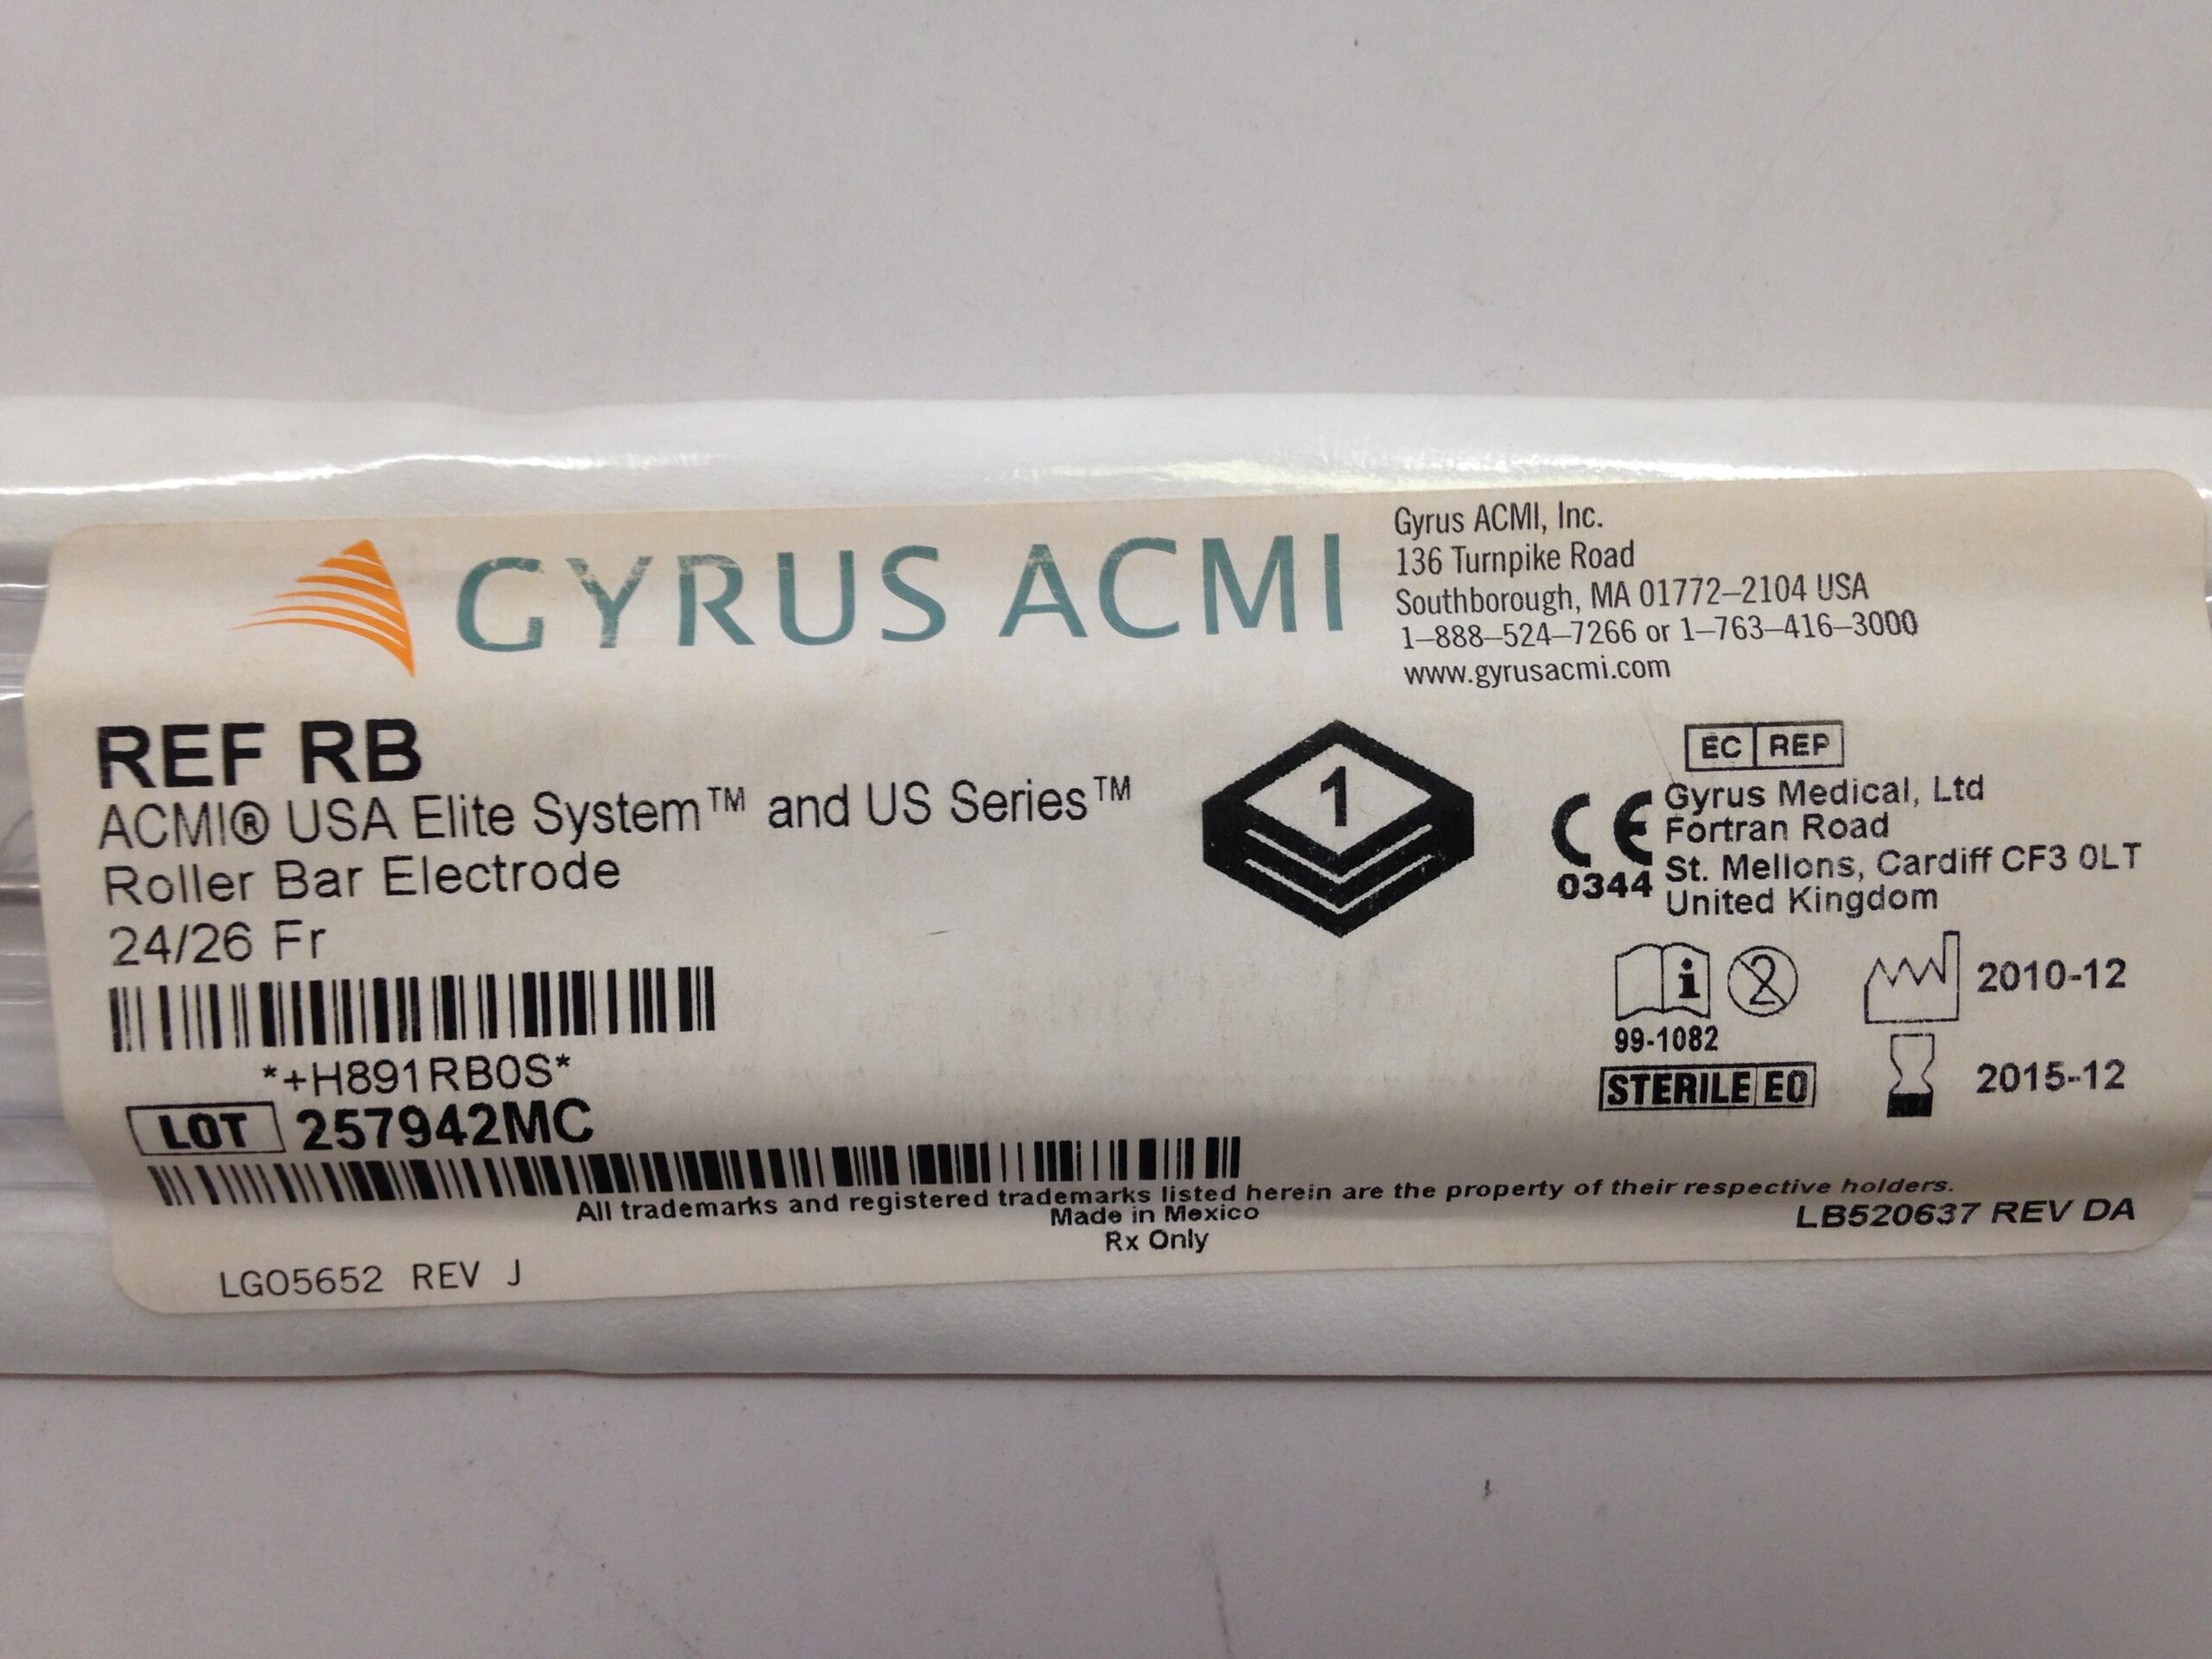 GYRUS ACMI
Gyrus ACMI, Inc.
136 Turnpike Road
Southborough, MA 01772–2104 USA
1–888–524–7266 or 1–763–416–3000
www.gyrusacmi.com
REF RB
ACMI® USA Elite System™ and US Series™
Roller Bar Electrode
24/26 Fr
*+H891RB0S*
LOT 257942MC
1
EC REP
CE
0344
Gyrus Medical, Ltd
Fortran Road
St. Mellons, Cardiff CF3 0LT
United Kingdom
i 2
99-1082
2010-12
STERILE EO
2015-12
All trademarks and registered trademarks listed herein are the property of their respective holders.
Made in Mexico
Rx Only
LB520637 REV DA
LGO5652 REV J